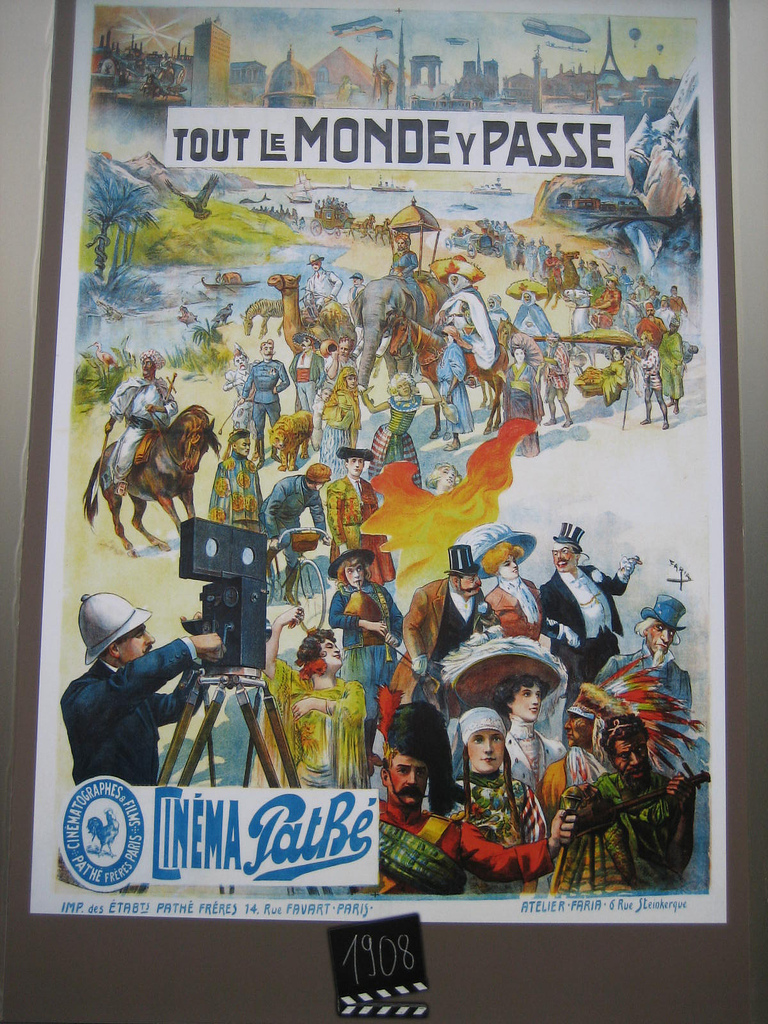 TOUT LE MONDE Y PASSE
FARIA
CINÉMATOGRAPHES & FILMS
PATHÉ FRÈRES PARIS
CINÉMA Pathé
IMP. des ÉTABTS PATHÉ FRÈRES 14, Rue FAVART - PARIS-
ATELIER - FARIA - 6 Rue Steinkerque
1908